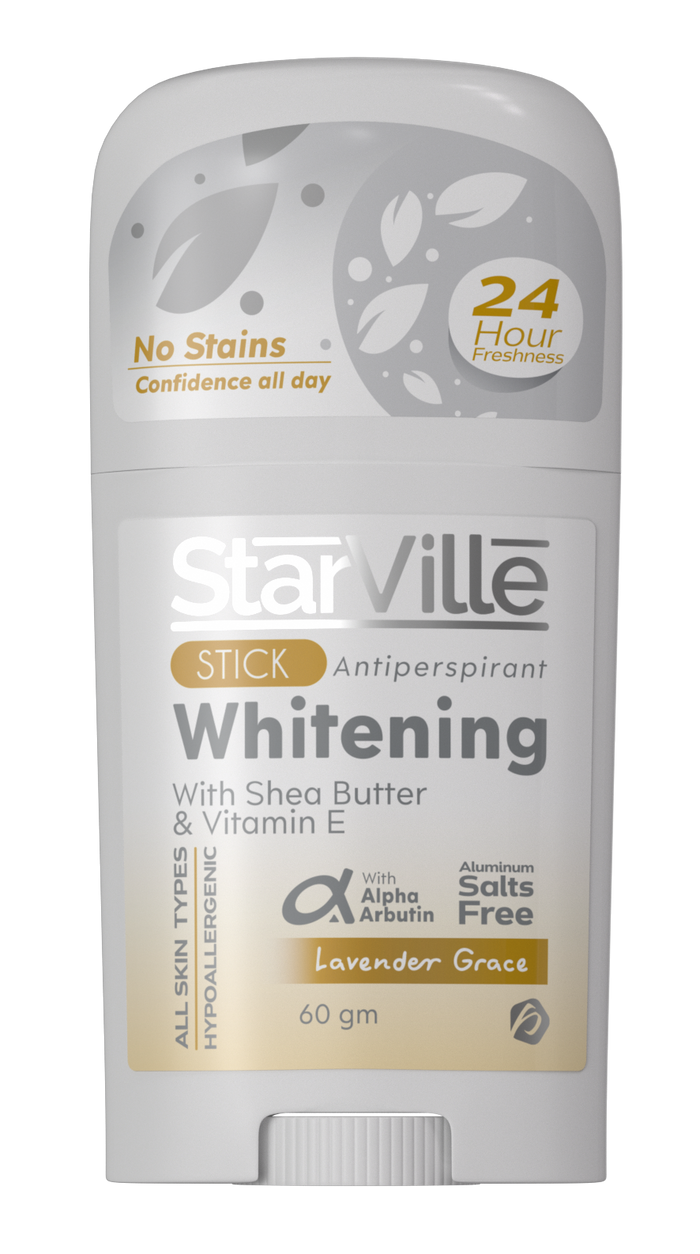 No Stains
Confidence all day
24
Hour
Freshness
StarVille
STICK Antiperspirant
Whitening
With Shea Butter
& Vitamin E
ALL SKIN TYPES
HYPOALLERGENIC
With
Alpha
Arbutin
Aluminum
Salts
Free
Lavender Grace
60 gm